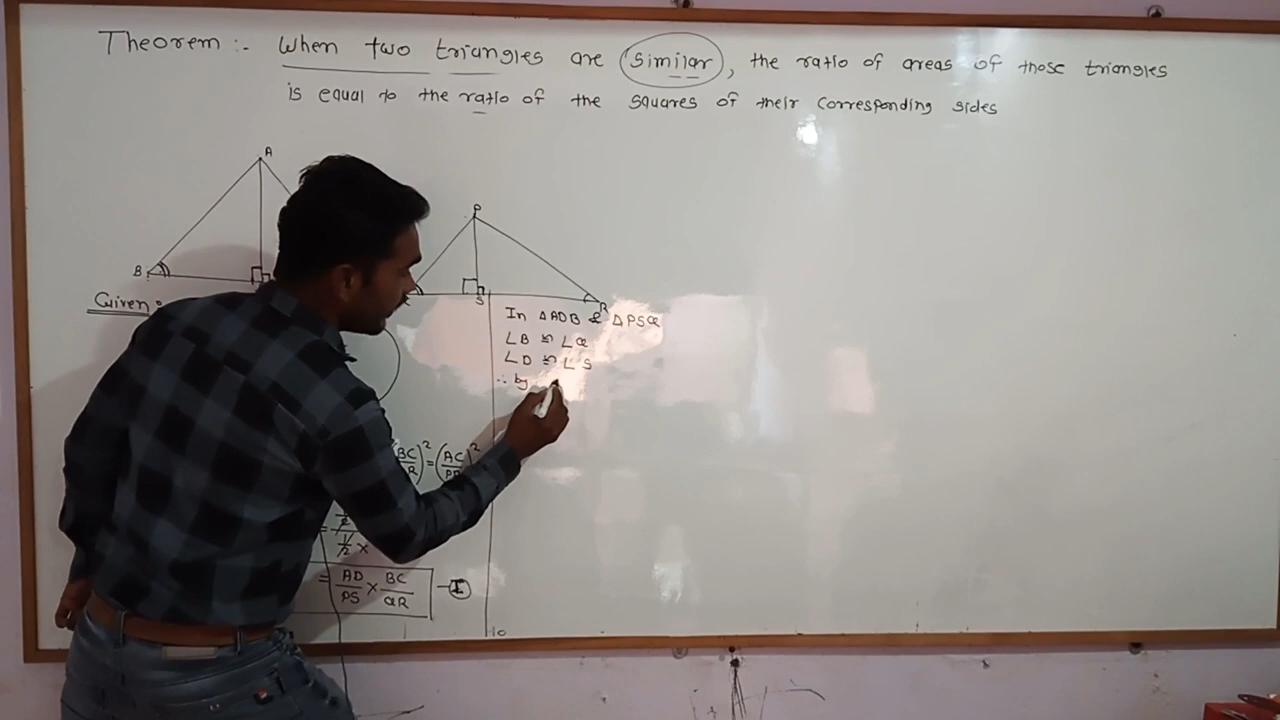 Theorem :- When two triangles are similar, the ratio of areas of those triangles
is equal to the ratio of the squares of their corresponding sides
A
P
B
S
R
Given :
In △ADB & △PSQ
∠B ≅ ∠Q
∠D ≅ ∠S
∴ by
(BC/QR)² = (AC/PR)²
= 1/2 ×
= AD/PS × BC/QR — I
10